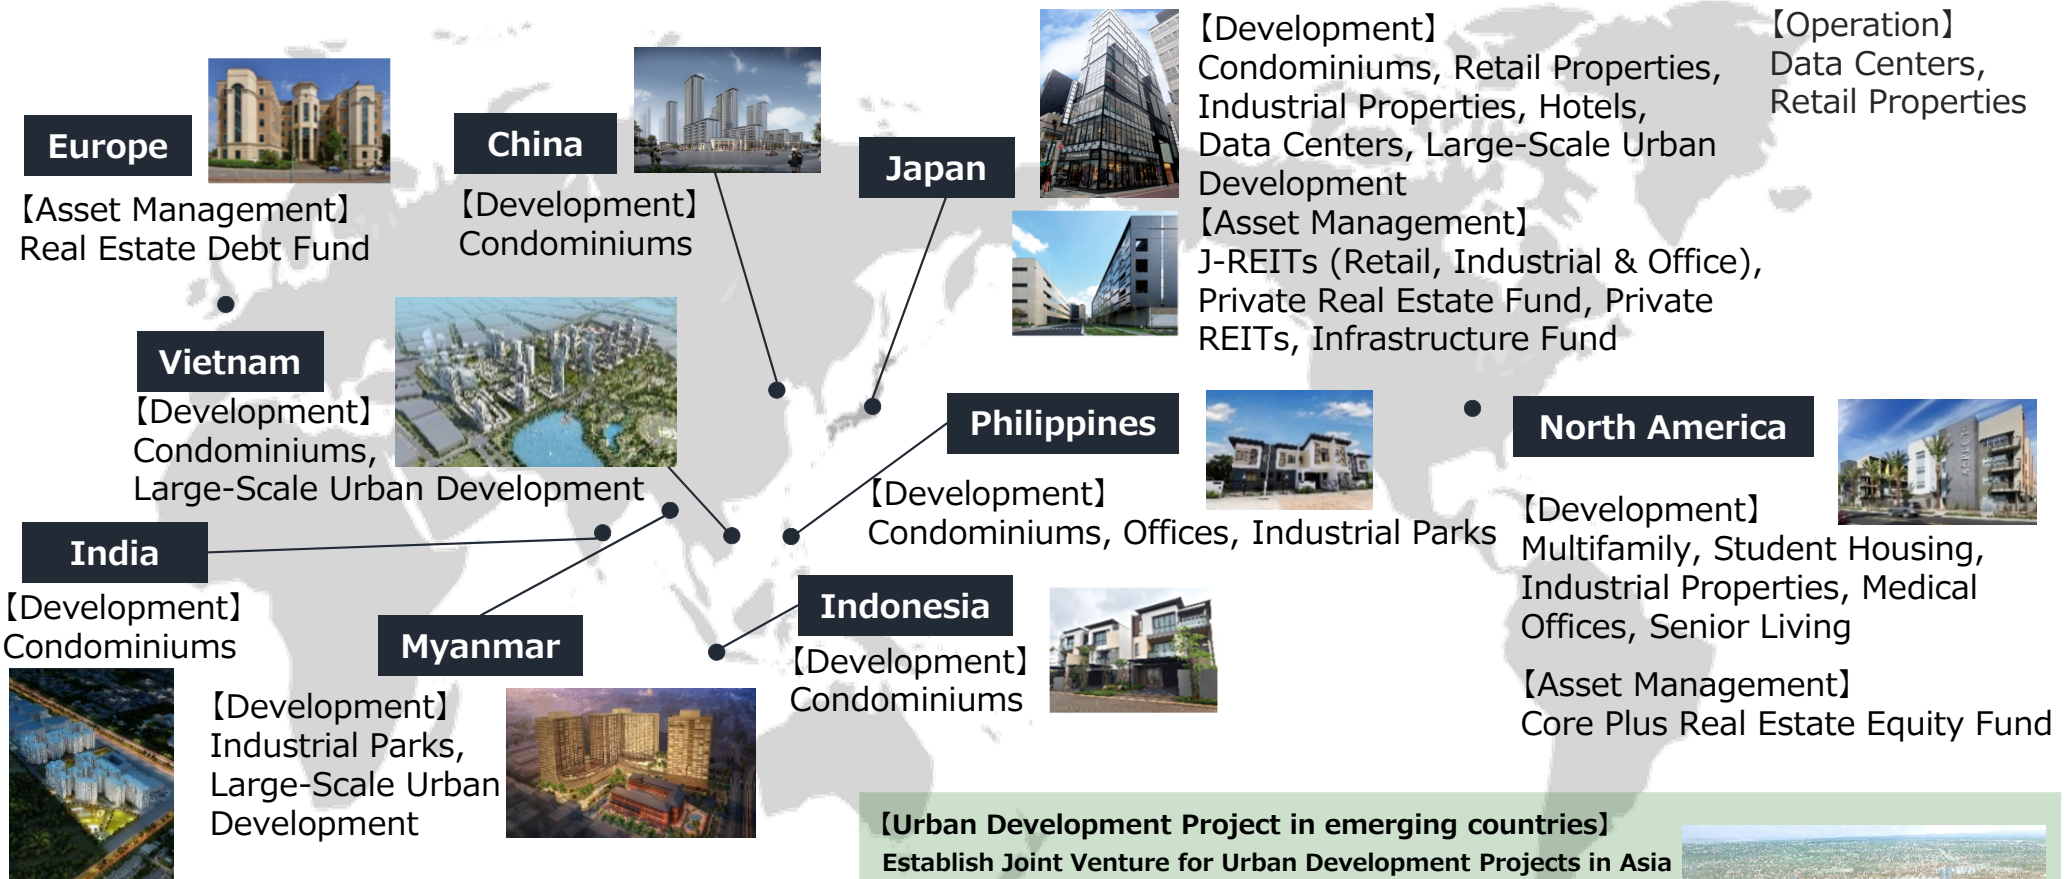 Europe
【Asset Management】
Real Estate Debt Fund
China
【Development】
Condominiums
Japan
【Development】
Condominiums, Retail Properties,
Industrial Properties, Hotels,
Data Centers, Large-Scale Urban
Development
【Asset Management】
J-REITs (Retail, Industrial & Office),
Private Real Estate Fund, Private
REITs, Infrastructure Fund
【Operation】
Data Centers,
Retail Properties
Vietnam
【Development】
Condominiums,
Large-Scale Urban Development
Philippines
【Development】
Condominiums, Offices, Industrial Parks
North America
【Development】
Multifamily, Student Housing,
Industrial Properties, Medical
Offices, Senior Living
【Asset Management】
Core Plus Real Estate Equity Fund
India
【Development】
Condominiums
Myanmar
【Development】
Industrial Parks,
Large-Scale Urban
Development
Indonesia
【Development】
Condominiums
【Urban Development Project in emerging countries】
Establish Joint Venture for Urban Development Projects in Asia